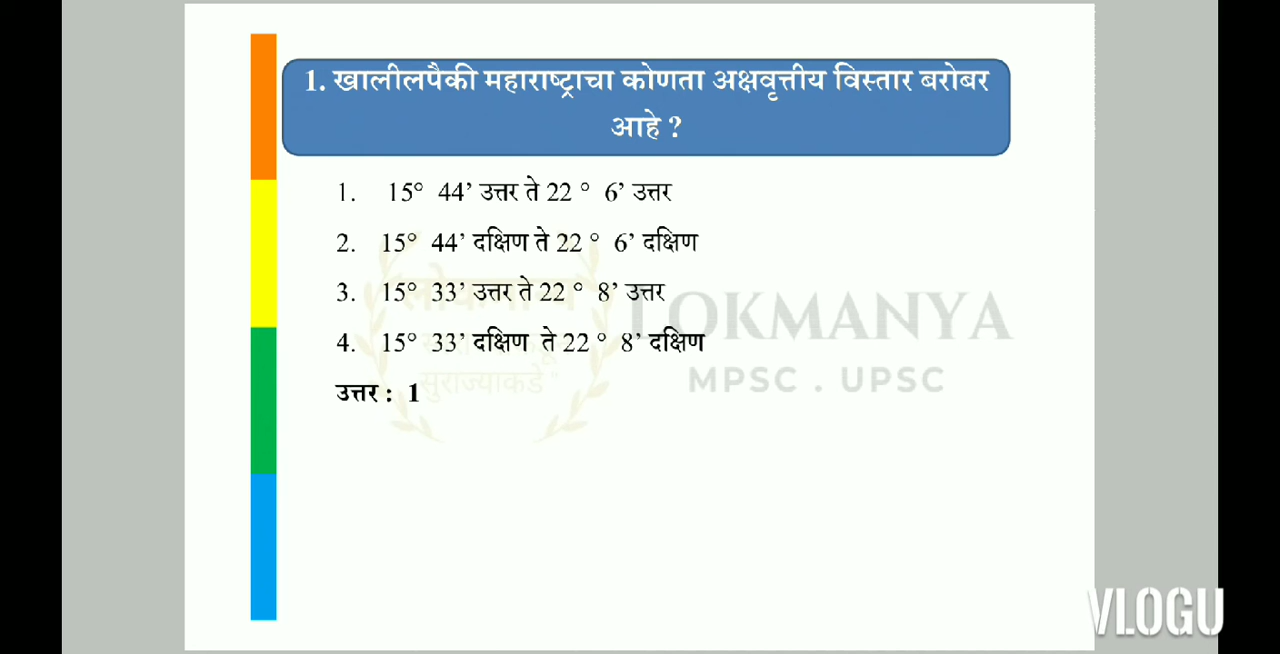 1. खालीलपैकी महाराष्ट्राचा कोणता अक्षवृत्तीय विस्तार बरोबर
आहे ?
1. 15° 44’ उत्तर ते 22 ° 6’ उत्तर
2. 15° 44’ दक्षिण ते 22 ° 6’ दक्षिण
3. 15° 33’ उत्तर ते 22 ° 8’ उत्तर
4. 15° 33’ दक्षिण ते 22 ° 8’ दक्षिण
उत्तर : 1
लोकमान्य
सुराज्याकडे "
LOKMANYA
MPSC . UPSC
VLOGU